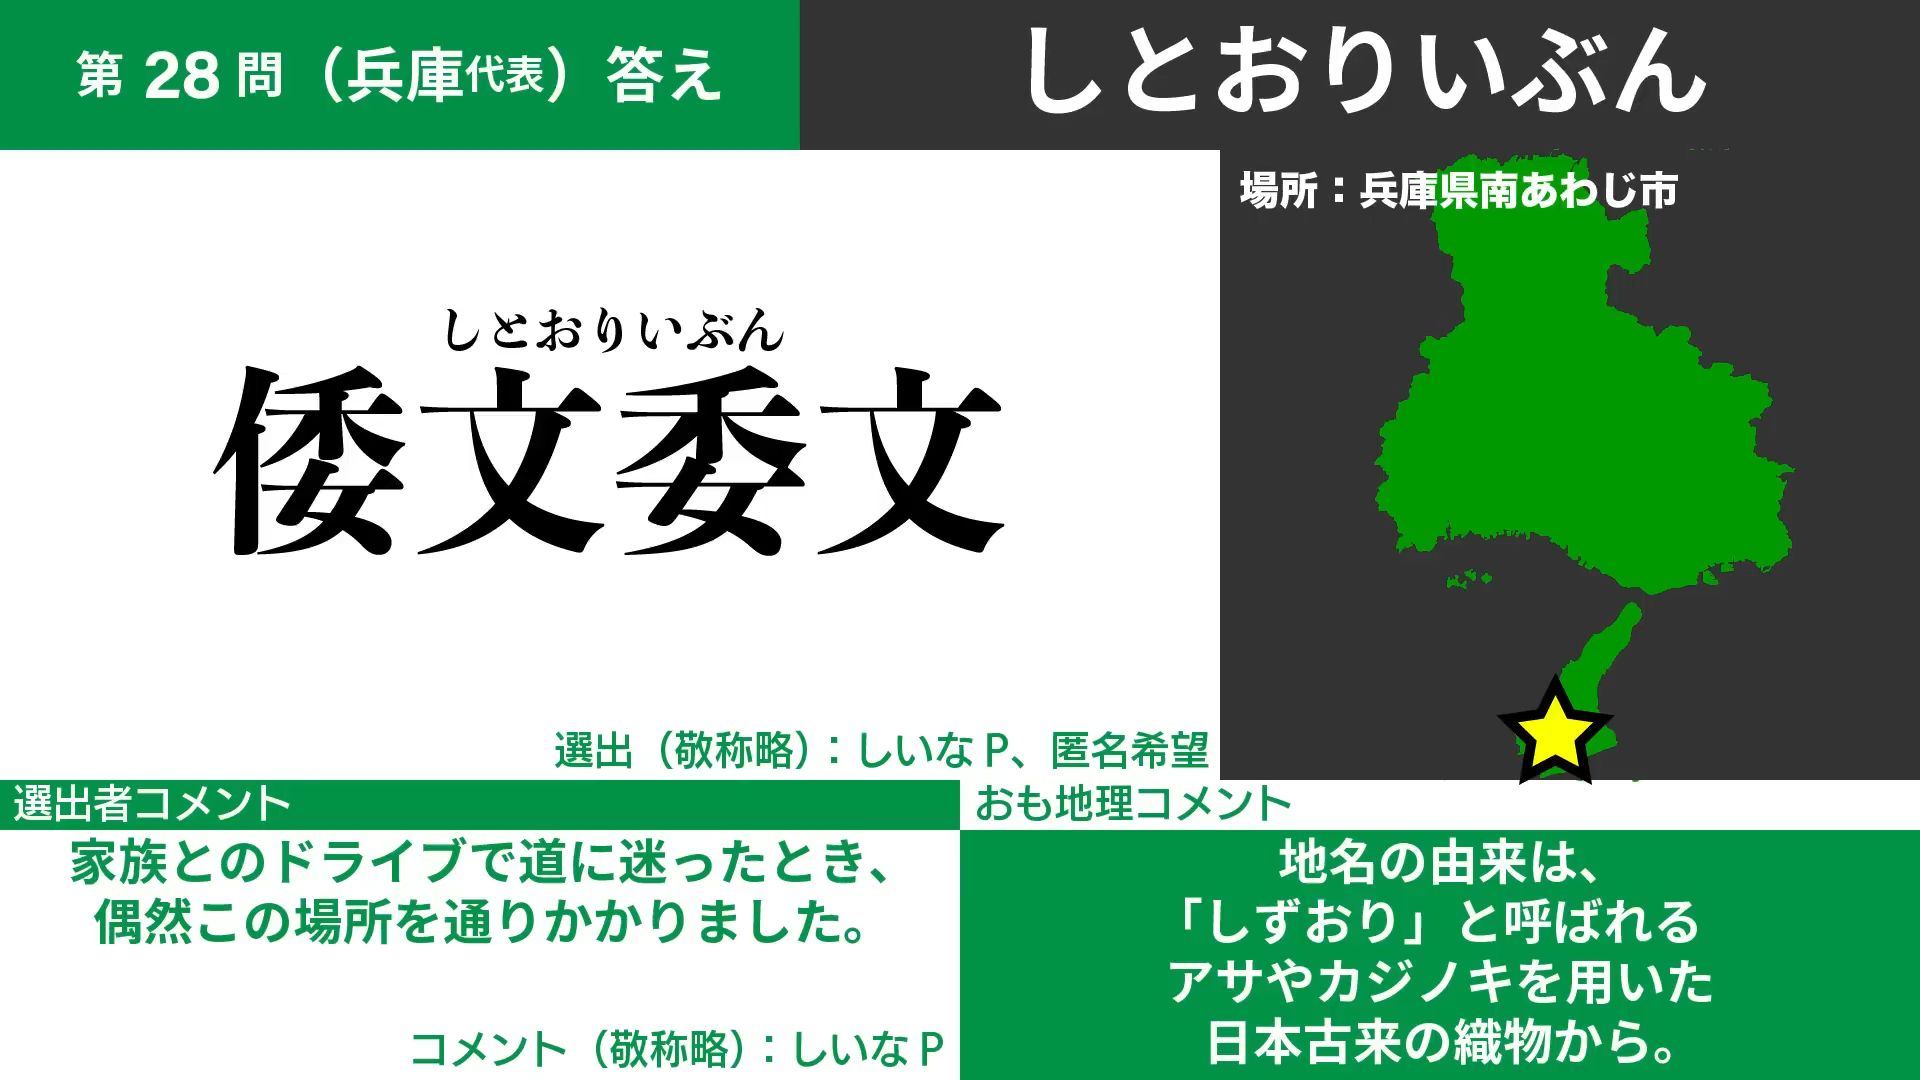 第28問（兵庫代表）答え
しとおりいぶん
場所：兵庫県南あわじ市
しとおりいぶん
倭文委文
選出（敬称略）：しいなP、匿名希望
選出者コメント
家族とのドライブで道に迷ったとき、
偶然この場所を通りかかりました。
コメント（敬称略）：しいなP
おも地理コメント
地名の由来は、
「しずおり」と呼ばれる
アサやカジノキを用いた
日本古来の織物から。